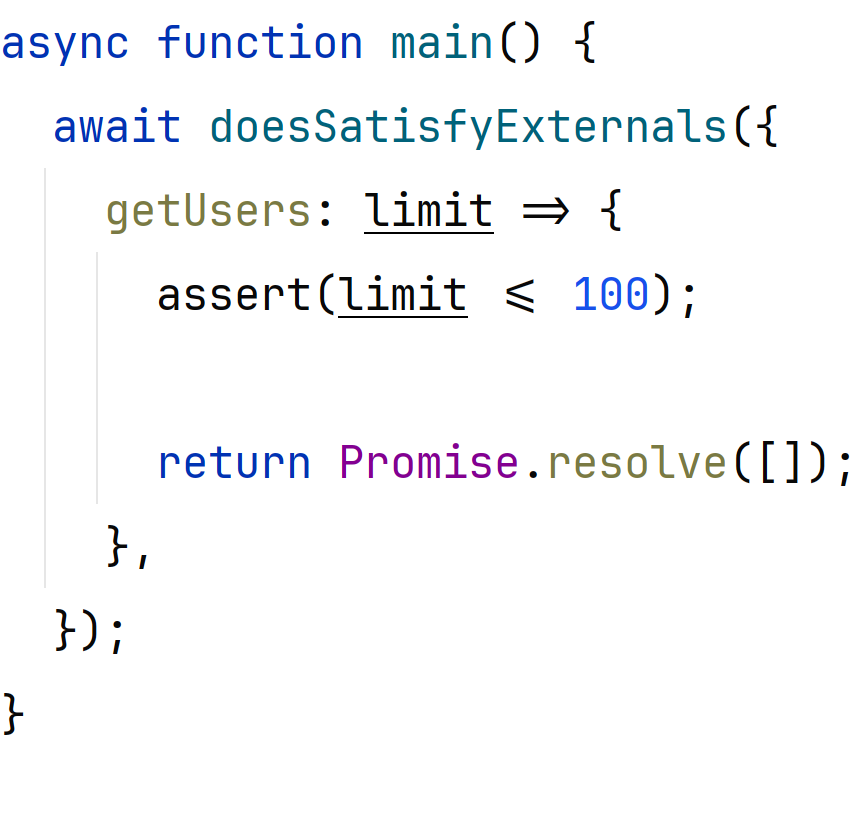 async function main() {
  await doesSatisfyExternals({
    getUsers: limit => {
      assert(limit <= 100);

      return Promise.resolve([]);
    },
  });
}